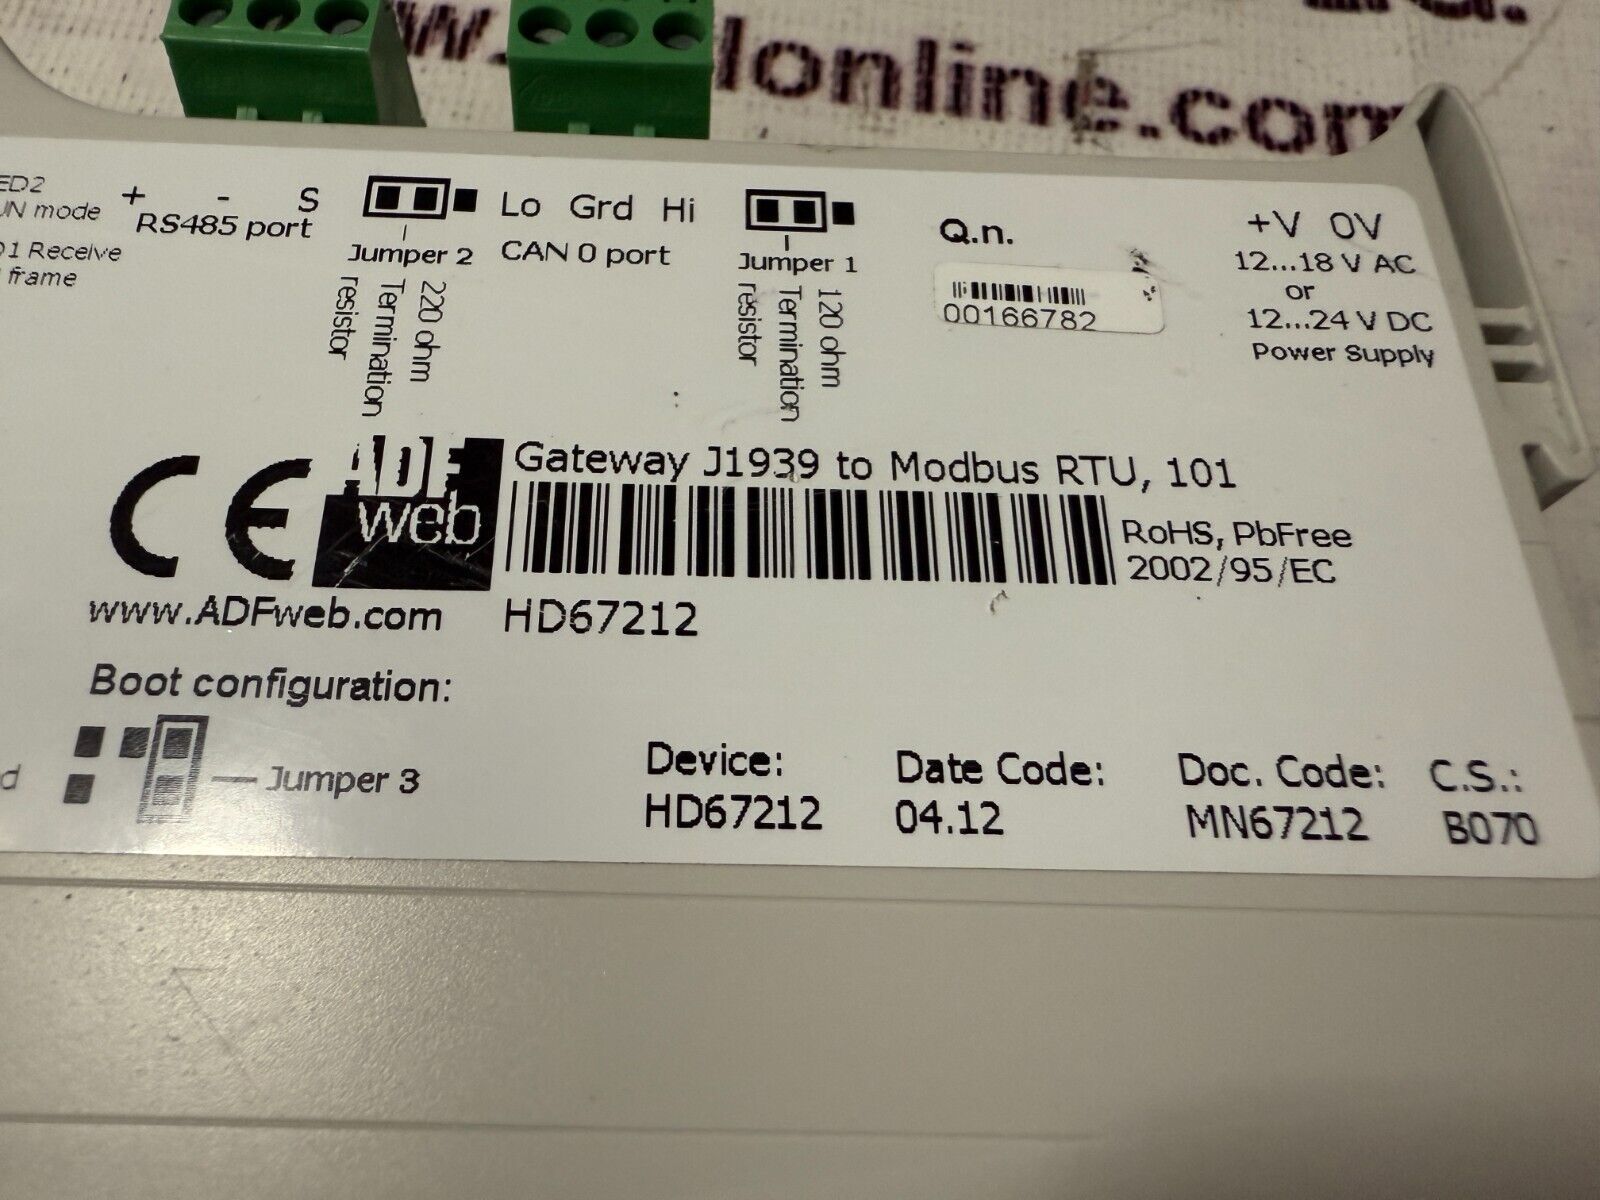 lonline.com
+ - S
RS485 port
Jumper 2
220 ohm
Termination
resistor
Lo Grd Hi
CAN 0 port
Jumper 1
120 ohm
Termination
resistor
Q.n.
00166782
+V 0V
12...18 V AC
or
12...24 V DC
Power Supply
ED2
UN mode
D1 Receive
frame
CE
ADF
web
Gateway J1939 to Modbus RTU, 101
RoHS, PbFree
2002/95/EC
www.ADFweb.com
HD67212
Boot configuration:
Jumper 3
Device:
HD67212
Date Code:
04.12
Doc. Code:
MN67212
C.S.:
B070